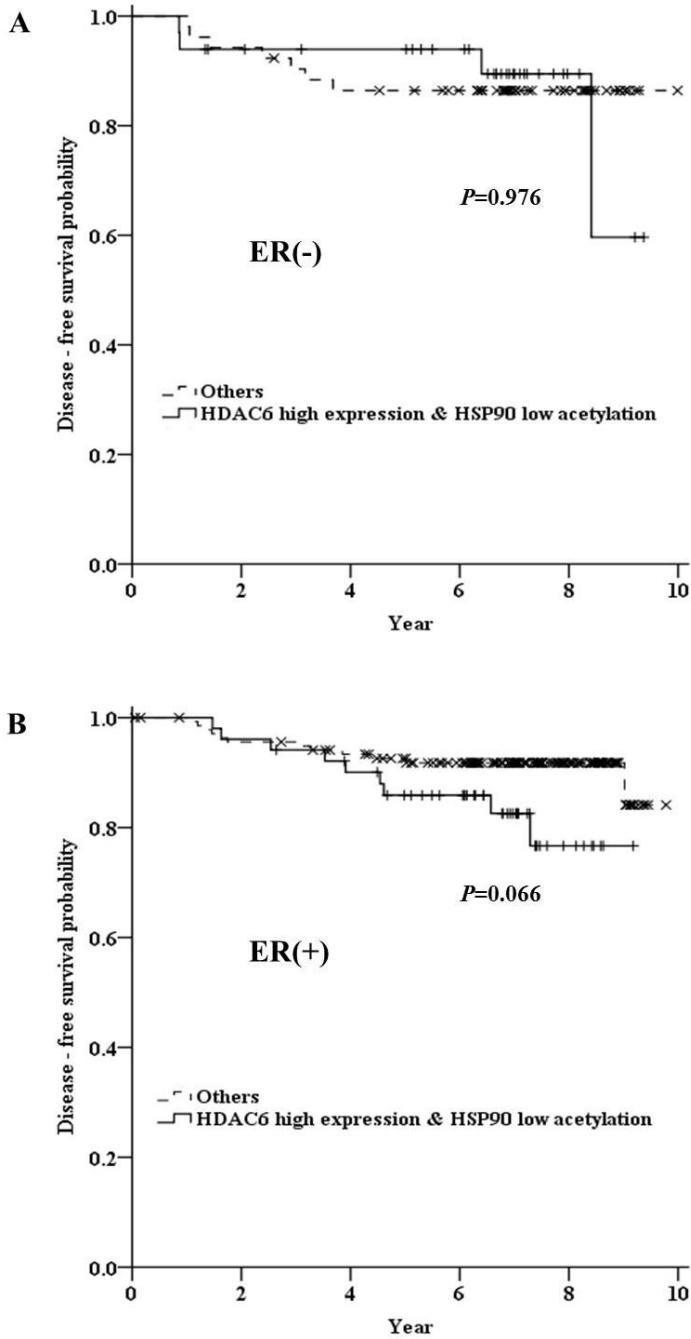 A
1.0
0.8
0.6
0.4
0.2
0.0
Disease - free survival probability
P=0.976
ER(-)
Others
HDAC6 high expression & HSP90 low acetylation
0 2 4 6 8 10
Year
B
1.0
0.8
0.6
0.4
0.2
0.0
Disease - free survival probability
P=0.066
ER(+)
Others
HDAC6 high expression & HSP90 low acetylation
0 2 4 6 8 10
Year